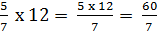 5/7 x 12 = 5 x 12/7 = 60/7